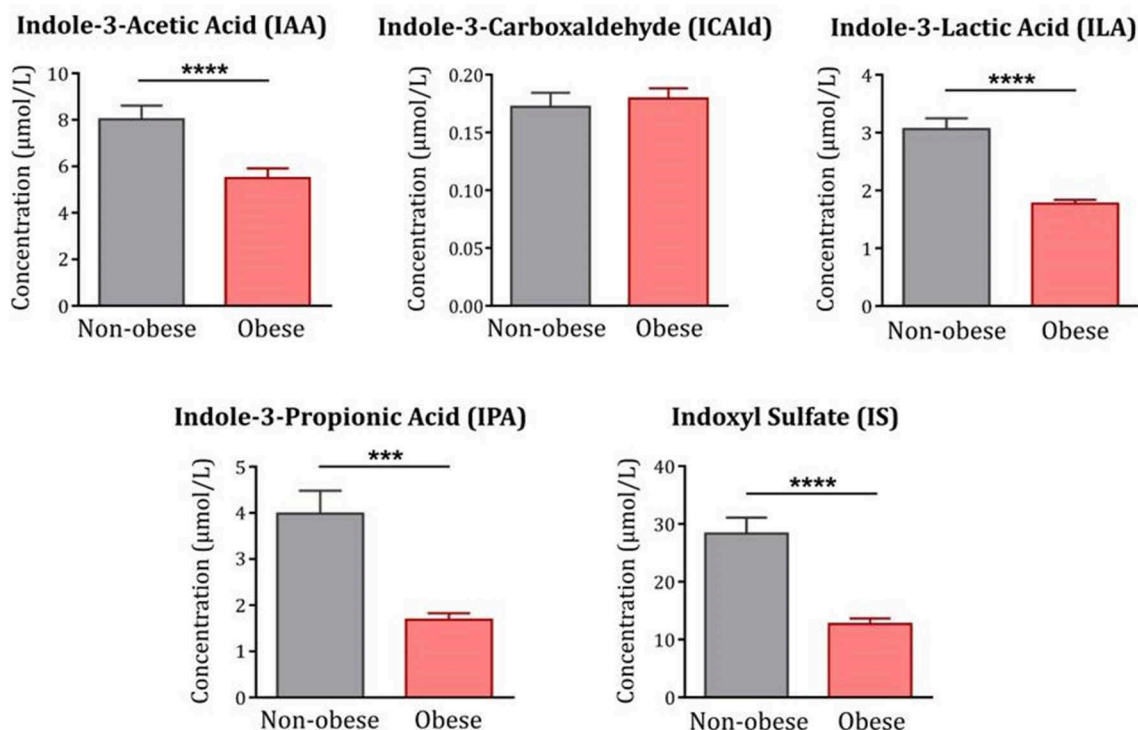 Indole-3-Acetic Acid (IAA)
Concentration (µmol/L)
10
8
6
4
2
0
****
Non-obese Obese
Indole-3-Carboxaldehyde (ICAld)
Concentration (µmol/L)
0.20
0.15
0.10
0.05
0.00
Non-obese Obese
Indole-3-Lactic Acid (ILA)
Concentration (µmol/L)
4
3
2
1
0
****
Non-obese Obese
Indole-3-Propionic Acid (IPA)
Concentration (µmol/L)
5
4
3
2
1
0
***
Non-obese Obese
Indoxyl Sulfate (IS)
Concentration (µmol/L)
40
30
20
10
0
****
Non-obese Obese